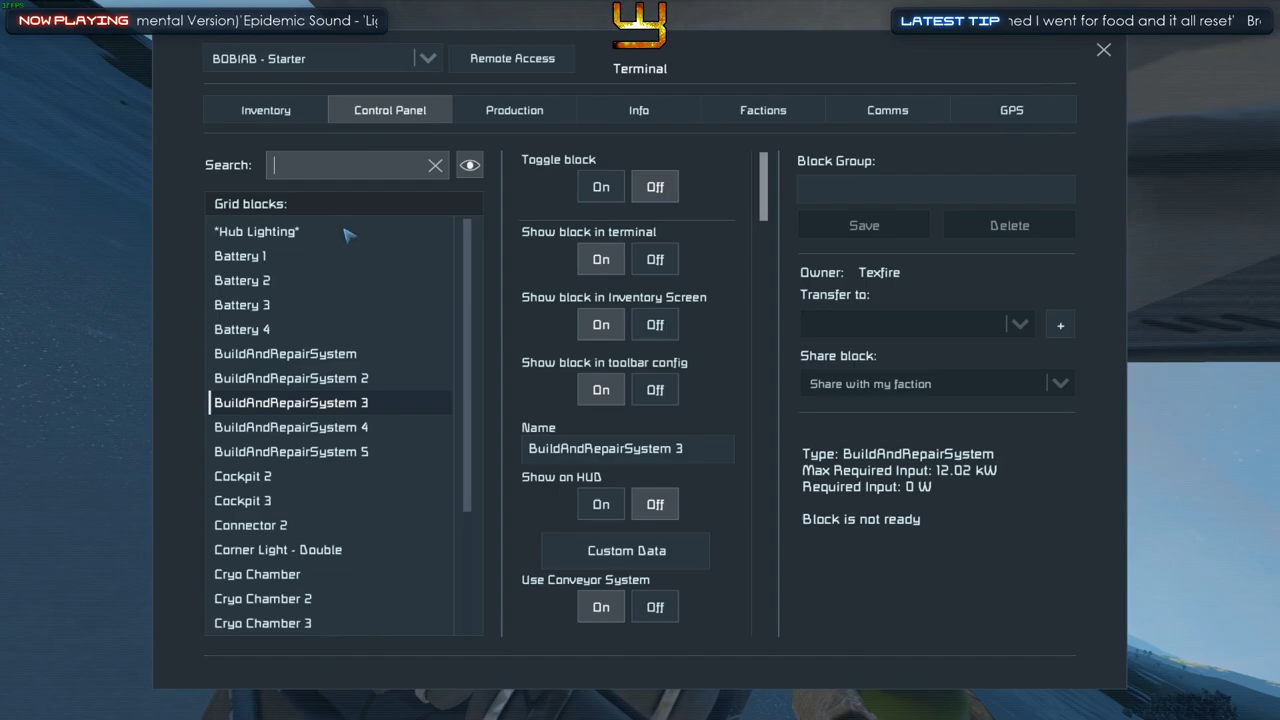 37 FPS
NOW PLAYING mental Version)'Epidemic Sound - 'Li
LATEST TIP ned I went for food and it all reset' Br
BOBIAB - Starter
Remote Access
Terminal
Inventory
Control Panel
Production
Info
Factions
Comms
GPS
Search:
Grid blocks:
*Hub Lighting*
Battery 1
Battery 2
Battery 3
Battery 4
BuildAndRepairSystem
BuildAndRepairSystem 2
BuildAndRepairSystem 3
BuildAndRepairSystem 4
BuildAndRepairSystem 5
Cockpit 2
Cockpit 3
Connector 2
Corner Light - Double
Cryo Chamber
Cryo Chamber 2
Cryo Chamber 3
Toggle block
On Off
Show block in terminal
On Off
Show block in Inventory Screen
On Off
Show block in toolbar config
On Off
Name
BuildAndRepairSystem 3
Show on HUD
On Off
Custom Data
Use Conveyor System
On Off
Block Group:
Save
Delete
Owner: Texfire
Transfer to:
+
Share block:
Share with my faction
Type: BuildAndRepairSystem
Max Required Input: 12.02 kW
Required Input: 0 W
Block is not ready